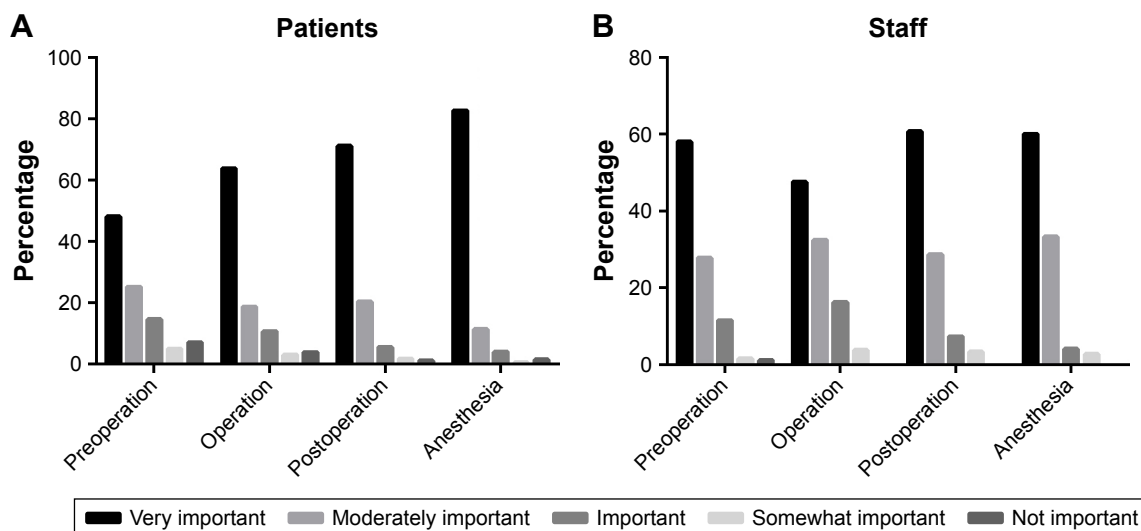 A Patients
Percentage
100
80
60
40
20
0
Preoperation
Operation
Postoperation
Anesthesia
B Staff
Percentage
80
60
40
20
0
Preoperation
Operation
Postoperation
Anesthesia
Very important Moderately important Important Somewhat important Not important